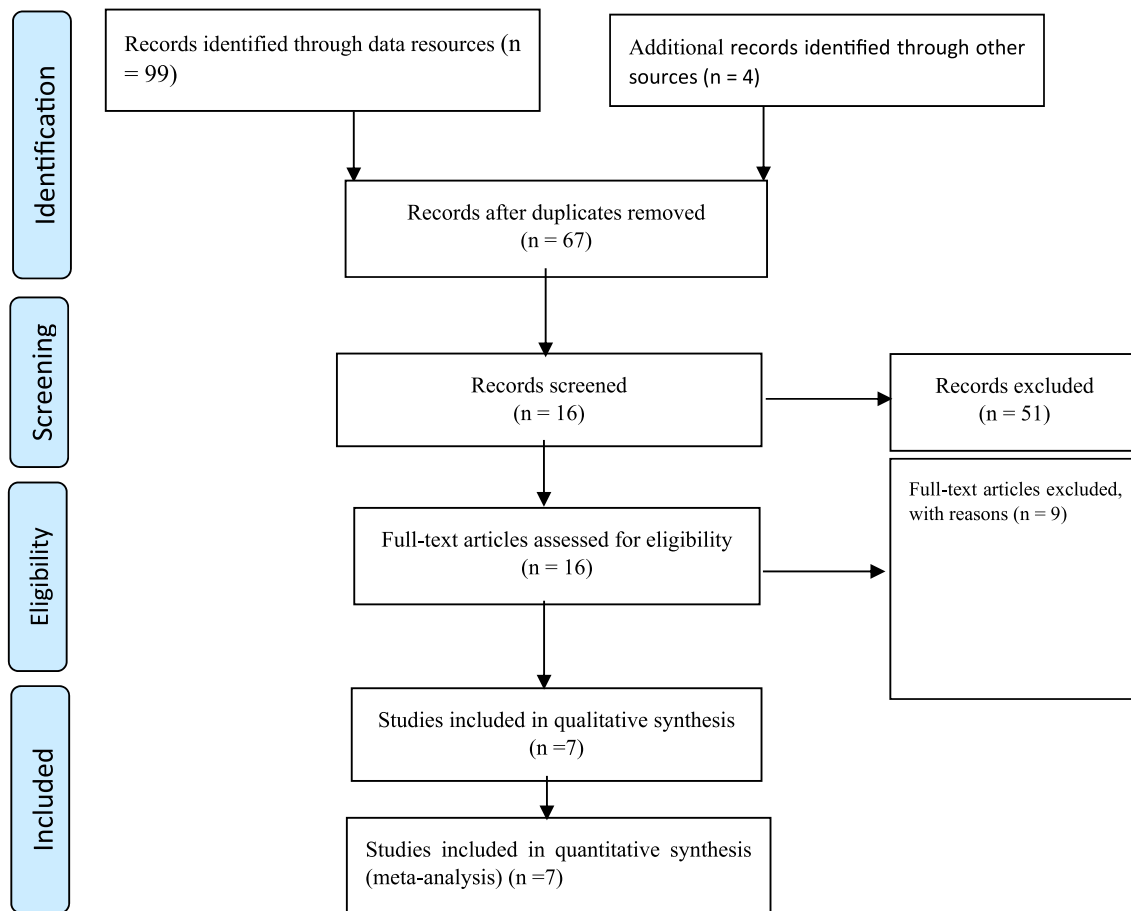 Identification
Records identified through data resources (n
= 99)
Additional records identified through other
sources (n = 4)
Records after duplicates removed
(n = 67)
Screening
Records screened
(n = 16)
Records excluded
(n = 51)
Eligibility
Full-text articles assessed for eligibility
(n = 16)
Full-text articles excluded,
with reasons (n = 9)
Included
Studies included in qualitative synthesis
(n =7)
Studies included in quantitative synthesis
(meta-analysis) (n =7)